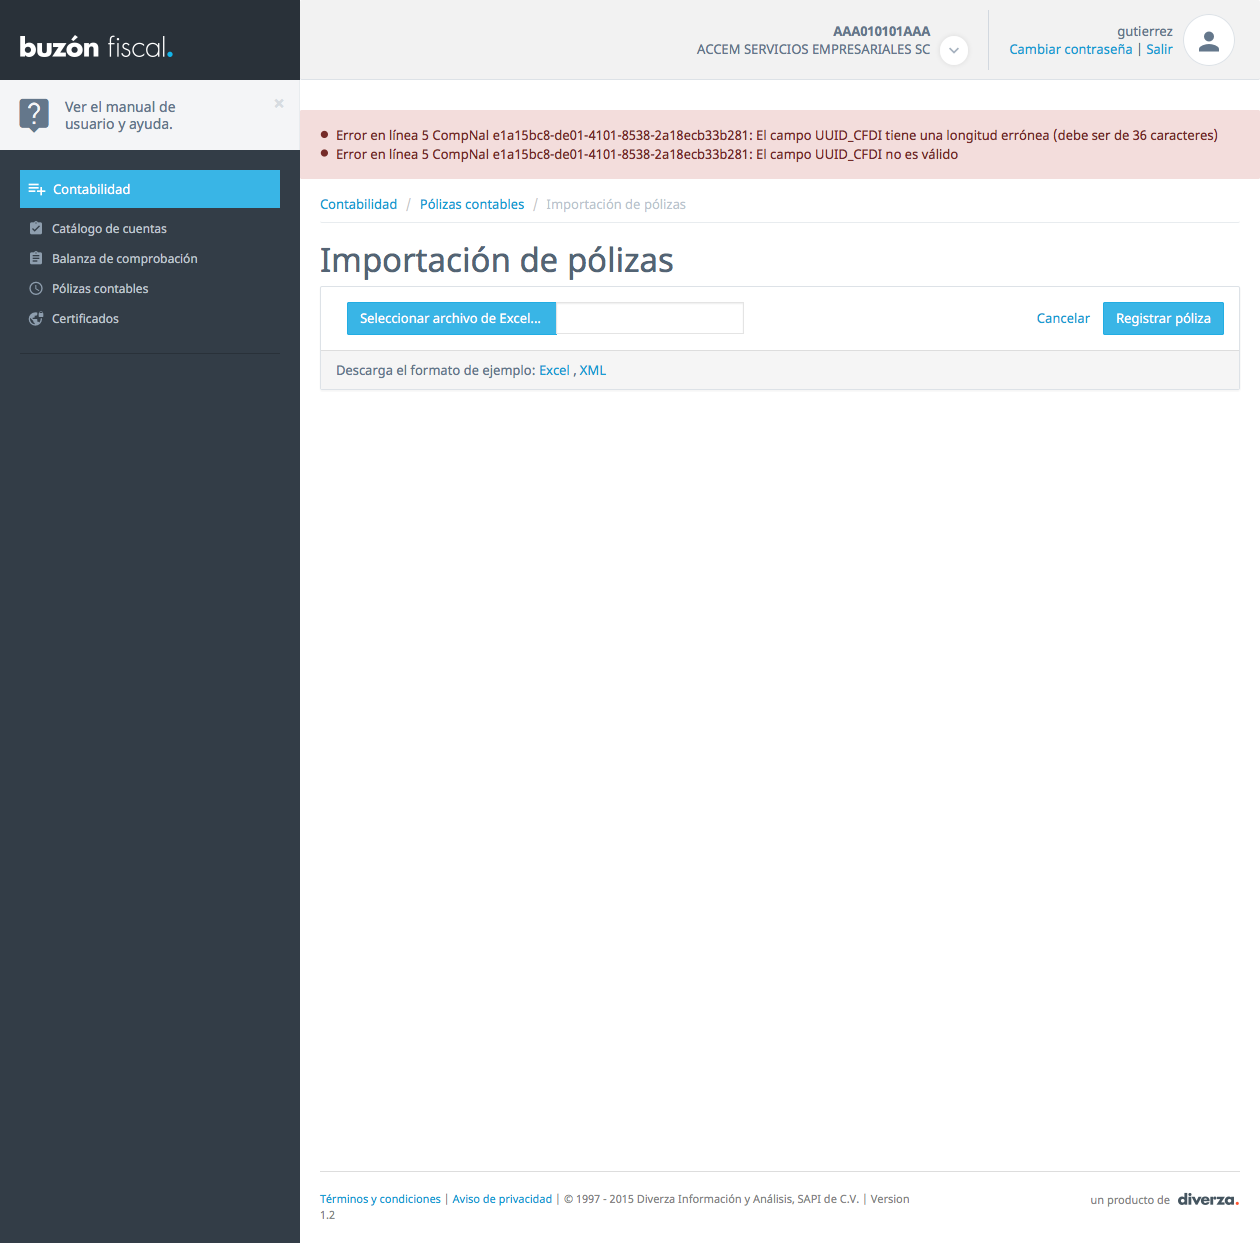 buzón fiscal.
AAA010101AAA
ACCEM SERVICIOS EMPRESARIALES SC
gutierrez
Cambiar contraseña | Salir
Ver el manual de
usuario y ayuda.
×
Error en línea 5 CompNal e1a15bc8-de01-4101-8538-2a18ecb33b281: El campo UUID_CFDI tiene una longitud errónea (debe ser de 36 caracteres)
Error en línea 5 CompNal e1a15bc8-de01-4101-8538-2a18ecb33b281: El campo UUID_CFDI no es válido
Contabilidad
Catálogo de cuentas
Balanza de comprobación
Pólizas contables
Certificados
Contabilidad / Pólizas contables / Importación de pólizas
Importación de pólizas
Seleccionar archivo de Excel...
Cancelar
Registrar póliza
Descarga el formato de ejemplo: Excel , XML
Términos y condiciones | Aviso de privacidad | © 1997 - 2015 Diverza Información y Análisis, SAPI de C.V. | Version
1.2
un producto de diverza.